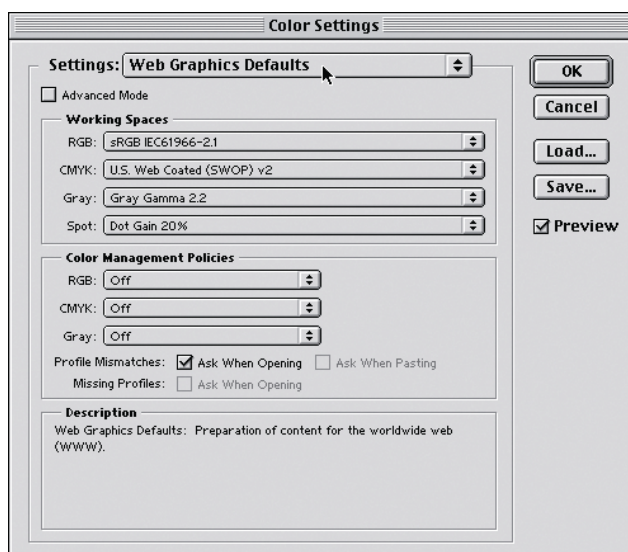 Color Settings
Settings: Web Graphics Defaults
Advanced Mode
Working Spaces
RGB: sRGB IEC61966-2.1
CMYK: U.S. Web Coated (SWOP) v2
Gray: Gray Gamma 2.2
Spot: Dot Gain 20%
Color Management Policies
RGB: Off
CMYK: Off
Gray: Off
Profile Mismatches: Ask When Opening Ask When Pasting
Missing Profiles: Ask When Opening
Description
Web Graphics Defaults: Preparation of content for the worldwide web
(WWW).
OK
Cancel
Load...
Save...
Preview